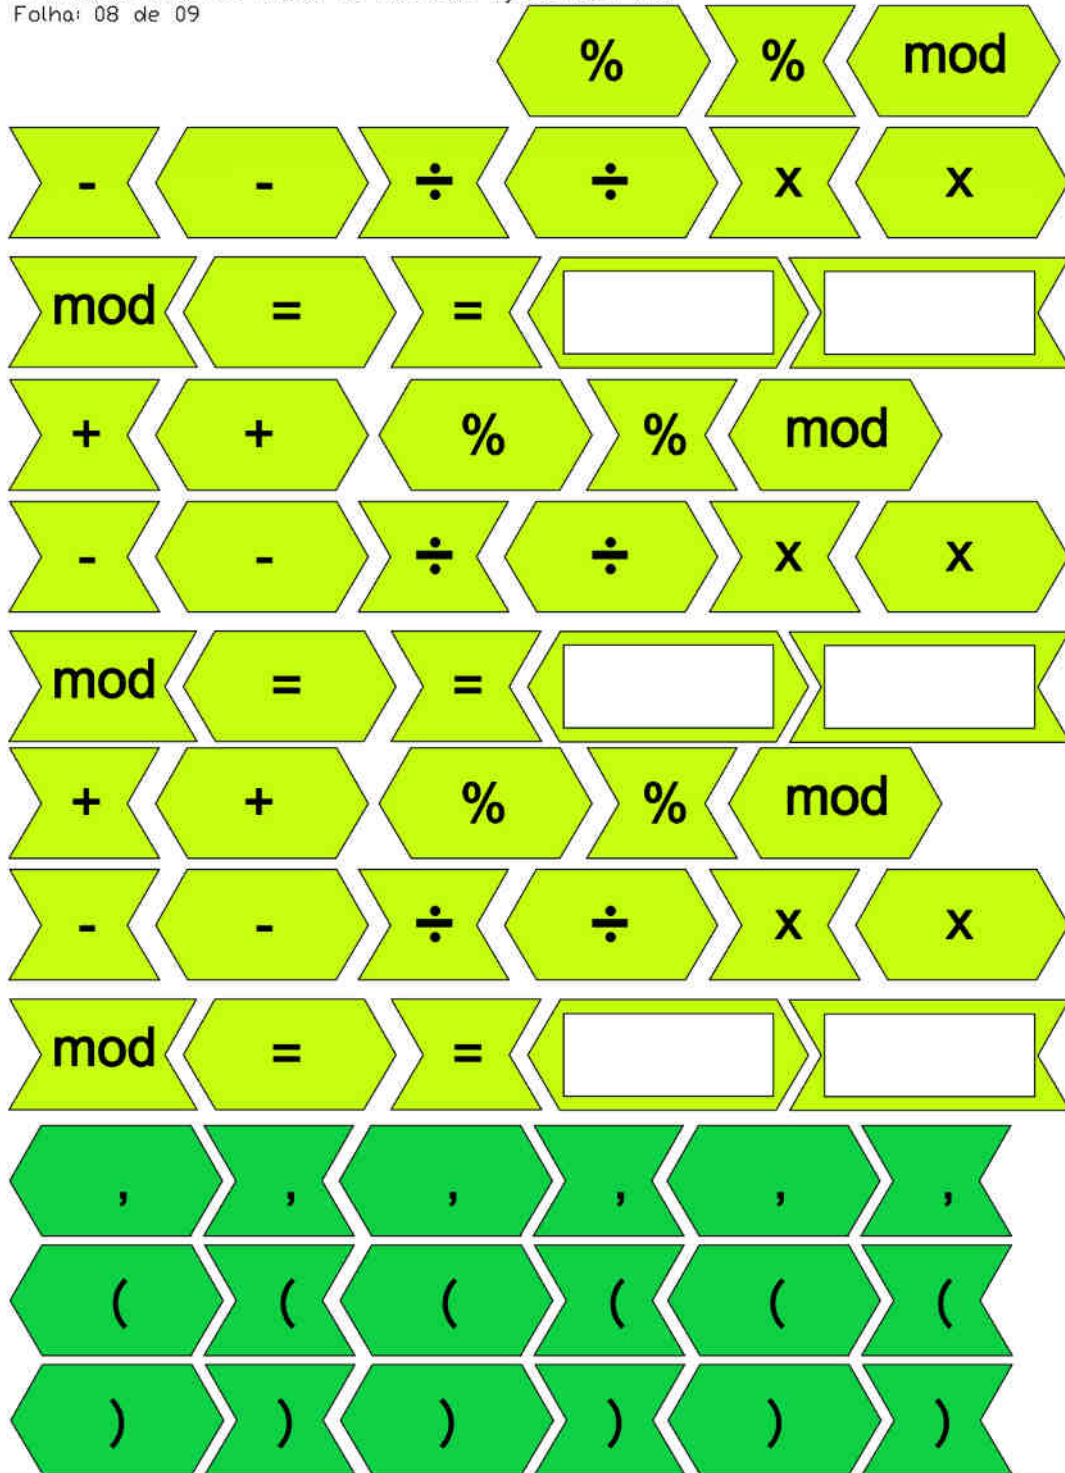 Folha: 08 de 09
% % mod
- - ÷ ÷ x x
mod = =
+ + % % mod
- - ÷ ÷ x x
mod = =
+ + % % mod
- - ÷ ÷ x x
mod = =
, , , , , ,
( ( ( ( ( (
) ) ) ) ) )